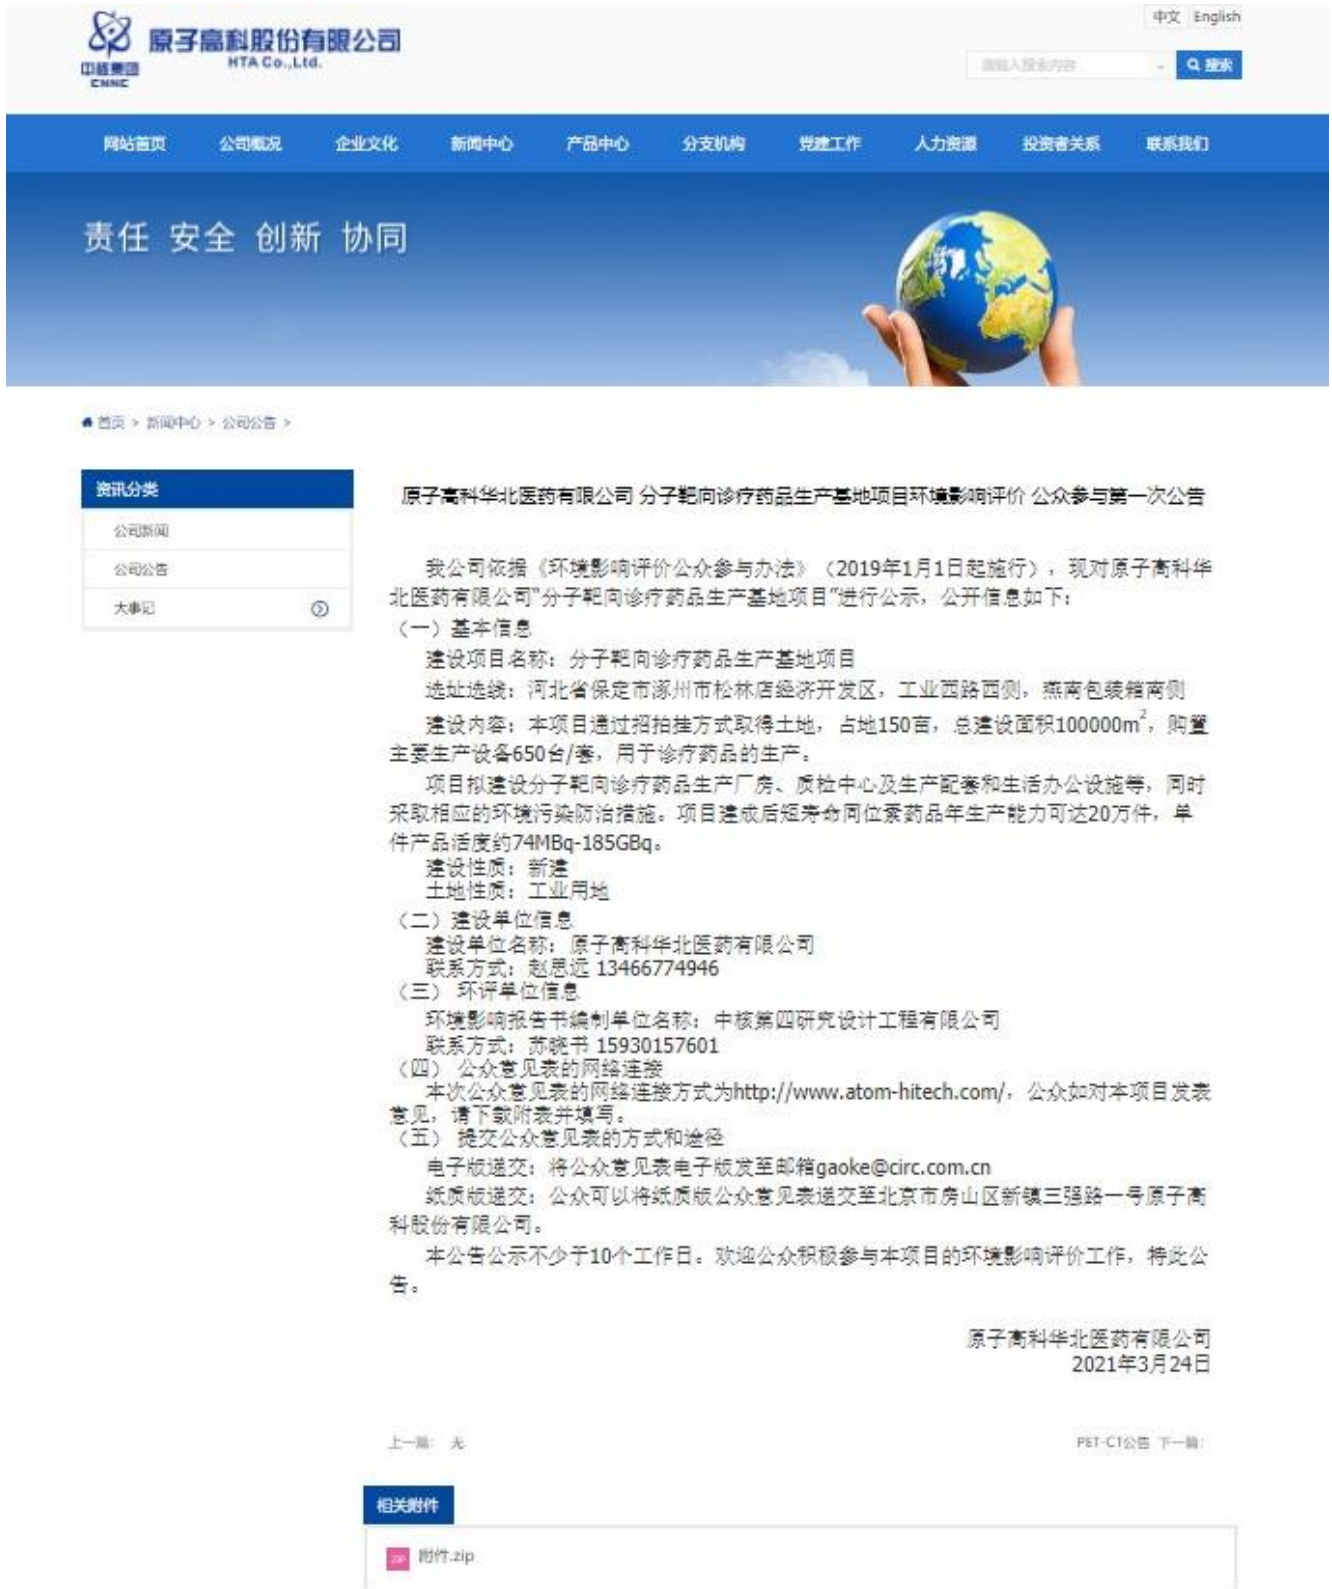 中文 English
原子高科股份有限公司
HTA Co.,Ltd.
中核集团
CNNC
请输入搜索内容
搜索
网站首页 公司概况 企业文化 新闻中心 产品中心 分支机构 党建工作 人力资源 投资者关系 联系我们
责任 安全 创新 协同
首页 > 新闻中心 > 公司公告 >
资讯分类
公司新闻
公司公告
大事记
原子高科华北医药有限公司 分子靶向诊疗药品生产基地项目环境影响评价 公众参与第一次公告
我公司依据《环境影响评价公众参与办法》（2019年1月1日起施行），现对原子高科华
北医药有限公司“分子靶向诊疗药品生产基地项目”进行公示，公开信息如下：
（一）基本信息
建设项目名称：分子靶向诊疗药品生产基地项目
选址选线：河北省保定市涿州市松林店经济开发区，工业西路西侧，燕南包装箱南侧
建设内容：本项目通过招拍挂方式取得土地，占地150亩，总建设面积100000m²，购置
主要生产设备650台/套，用于诊疗药品的生产。
项目拟建设分子靶向诊疗药品生产厂房、质检中心及生产配套和生活办公设施等，同时
采取相应的环境污染防治措施。项目建成后短寿命同位素药品年生产能力可达20万件，单
件产品活度约74MBq-185GBq。
建设性质：新建
土地性质：工业用地
（二）建设单位信息
建设单位名称：原子高科华北医药有限公司
联系方式：赵思远 13466774946
（三） 环评单位信息
环境影响报告书编制单位名称：中核第四研究设计工程有限公司
联系方式：苏晓书 15930157601
（四） 公众意见表的网络连接
本次公众意见表的网络连接方式为http://www.atom-hitech.com/，公众如对本项目发表
意见，请下载附表并填写。
（五） 提交公众意见表的方式和途径
电子版递交：将公众意见表电子版发至邮箱gaoke@circ.com.cn
纸质版递交：公众可以将纸质版公众意见表递交至北京市房山区新镇三强路一号原子高
科股份有限公司。
本公告公示不少于10个工作日。欢迎公众积极参与本项目的环境影响评价工作，特此公
告。
原子高科华北医药有限公司
2021年3月24日
上一篇： 无
PET-CT公告 下一篇：
相关附件
ZIP 附件.zip